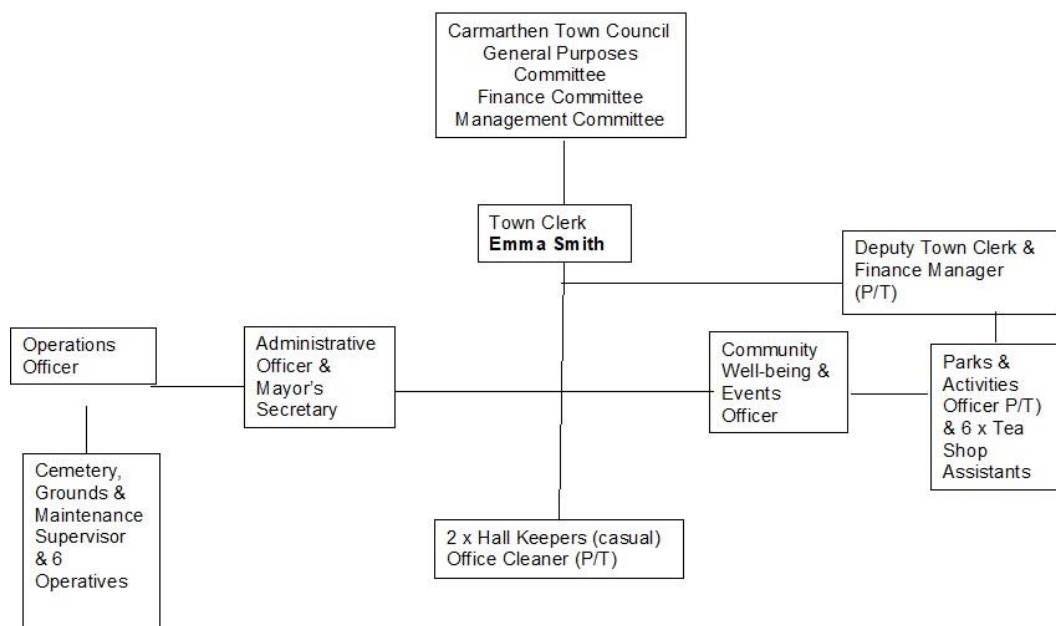 Carmarthen Town Council
General Purposes
Committee
Finance Committee
Management Committee
Town Clerk
Emma Smith
Deputy Town Clerk &
Finance Manager
(P/T)
Operations
Officer
Administrative
Officer &
Mayor's
Secretary
Community
Well-being &
Events
Officer
Parks &
Activities
Officer P/T)
& 6 x Tea
Shop
Assistants
Cemetery,
Grounds &
Maintenance
Supervisor
& 6
Operatives
2 x Hall Keepers (casual)
Office Cleaner (P/T)